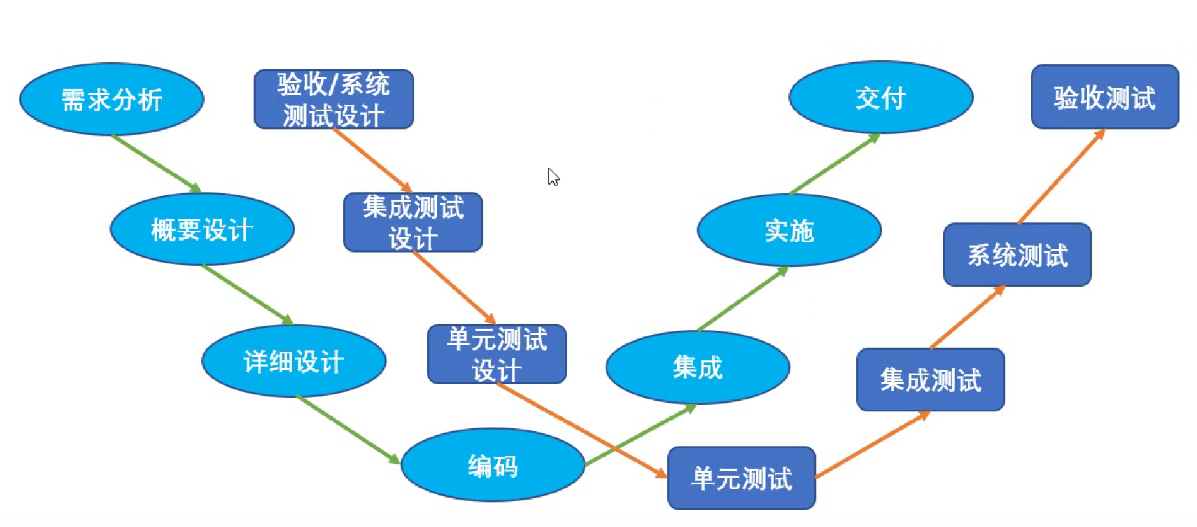 需求分析
验收/系统
测试设计
交付
验收测试
概要设计
集成测试
设计
实施
系统测试
详细设计
单元测试
设计
集成
集成测试
编码
单元测试